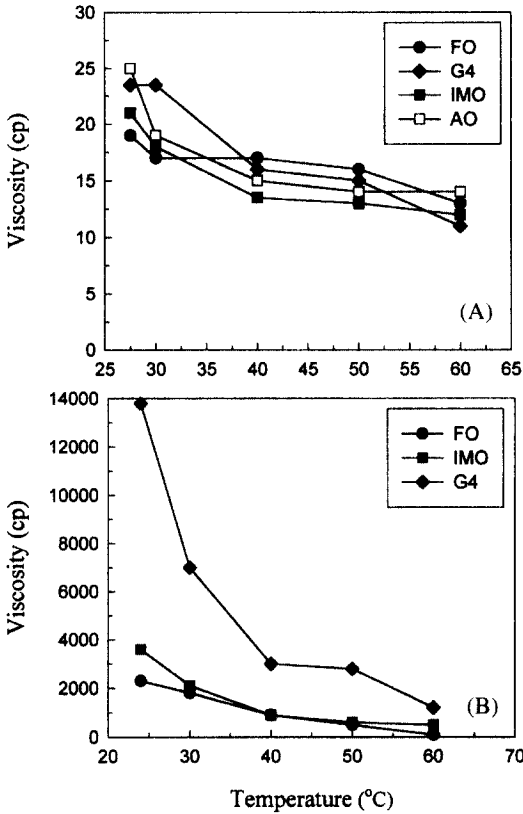 30
25
20
15
10
5
0
Viscosity (cp)
FO
G4
IMO
AO
(A)
25 30 35 40 45 50 55 60 65
14000
12000
10000
8000
6000
4000
2000
0
Viscosity (cp)
FO
IMO
G4
(B)
20 30 40 50 60 70
Temperature (°C)